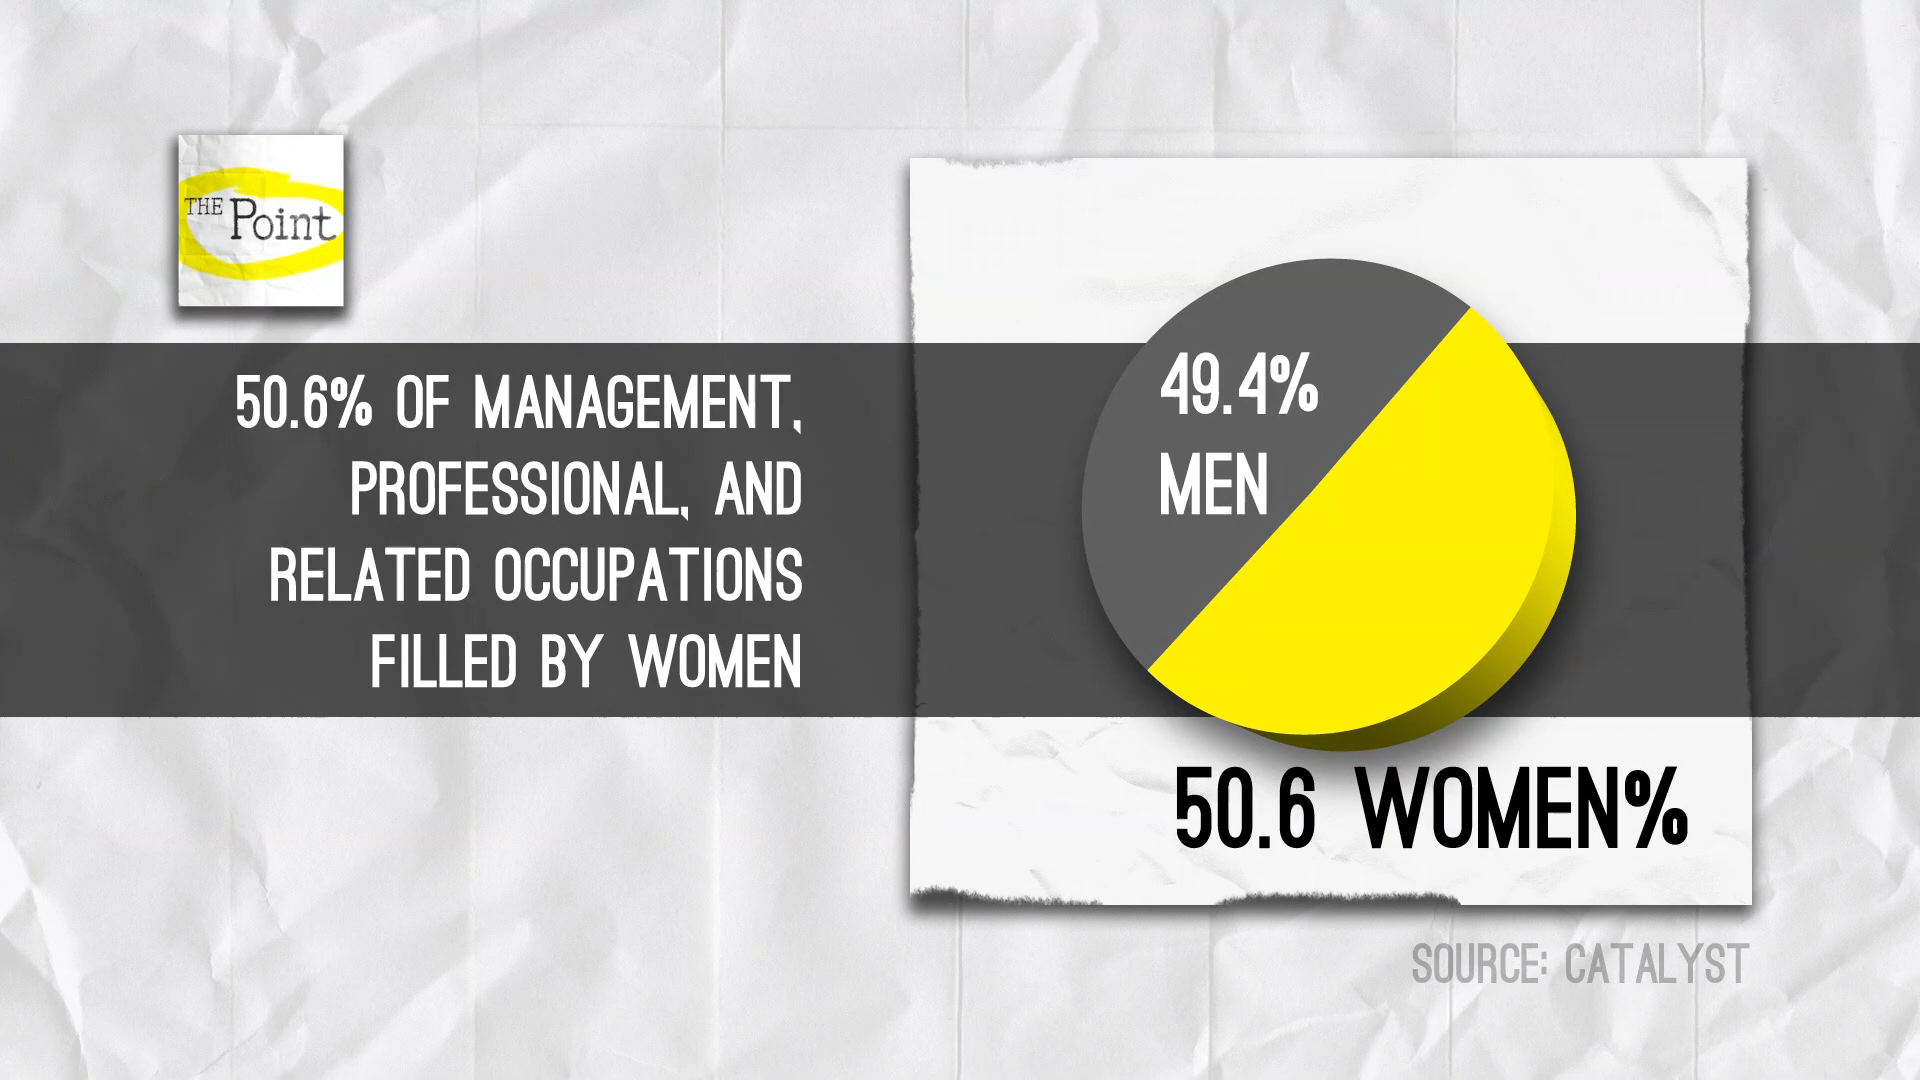 THE Point
50.6% OF MANAGEMENT,
PROFESSIONAL, AND
RELATED OCCUPATIONS
FILLED BY WOMEN
49.4%
MEN
50.6 WOMEN%
SOURCE: CATALYST